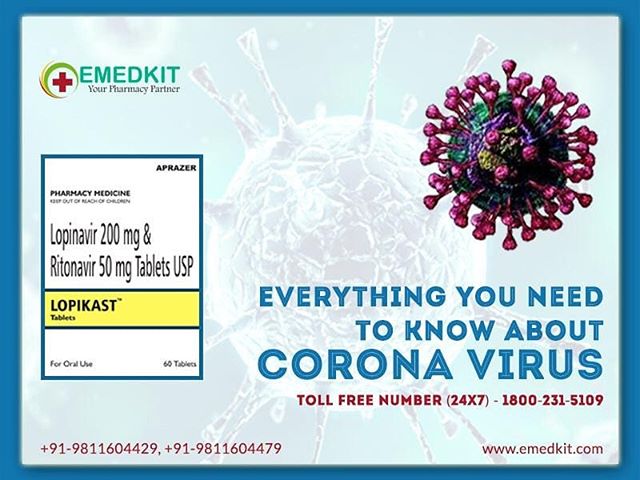 EMEDKIT
Your Pharmacy Partner
APRAZER
PHARMACY MEDICINE
KEEP OUT OF REACH OF CHILDREN
Lopinavir 200 mg &
Ritonavir 50 mg Tablets USP
LOPIKAST™
Tablets
For Oral Use 60 Tablets
EVERYTHING YOU NEED
TO KNOW ABOUT
CORONA VIRUS
TOLL FREE NUMBER (24X7) - 1800-231-5109
+91-9811604429, +91-9811604479
www.emedkit.com